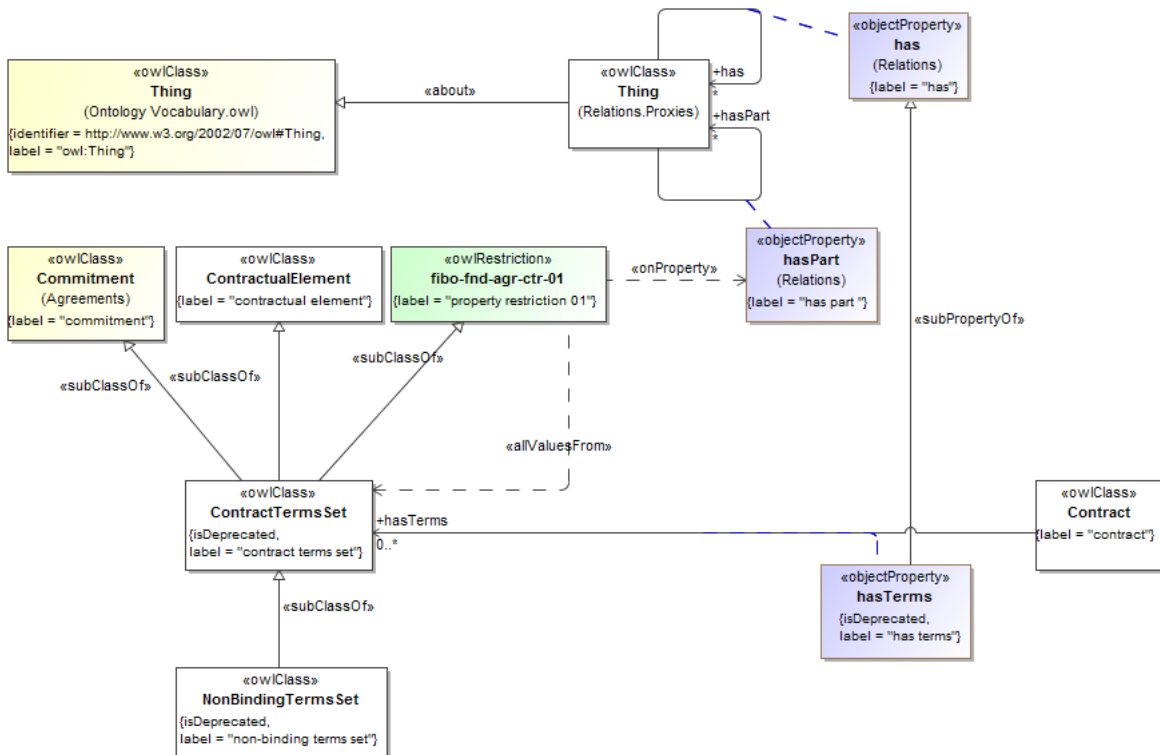 «objectProperty»
has
(Relations)
{label = "has"}
«owlClass»
Thing
(Ontology Vocabulary.owl)
{identifier = http://www.w3.org/2002/07/owl#Thing,
label = "owl:Thing"}
«about»
«owlClass»
Thing
(Relations.Proxies)
+has
*
+hasPart
*
«owlClass»
Commitment
(Agreements)
{label = "commitment"}
«owlClass»
ContractualElement
{label = "contractual element"}
«owlRestriction»
fibo-fnd-agr-ctr-01
{label = "property restriction 01"}
«onProperty»
«objectProperty»
hasPart
(Relations)
{label = "has part "}
«subPropertyOf»
«subClassOf»
«subClassOf»
«subClassOf»
«allValuesFrom»
«owlClass»
ContractTermsSet
{isDeprecated,
label = "contract terms set"}
+hasTerms
0..*
«owlClass»
Contract
{label = "contract"}
«objectProperty»
hasTerms
{isDeprecated,
label = "has terms"}
«subClassOf»
«owlClass»
NonBindingTermsSet
{isDeprecated,
label = "non-binding terms set"}